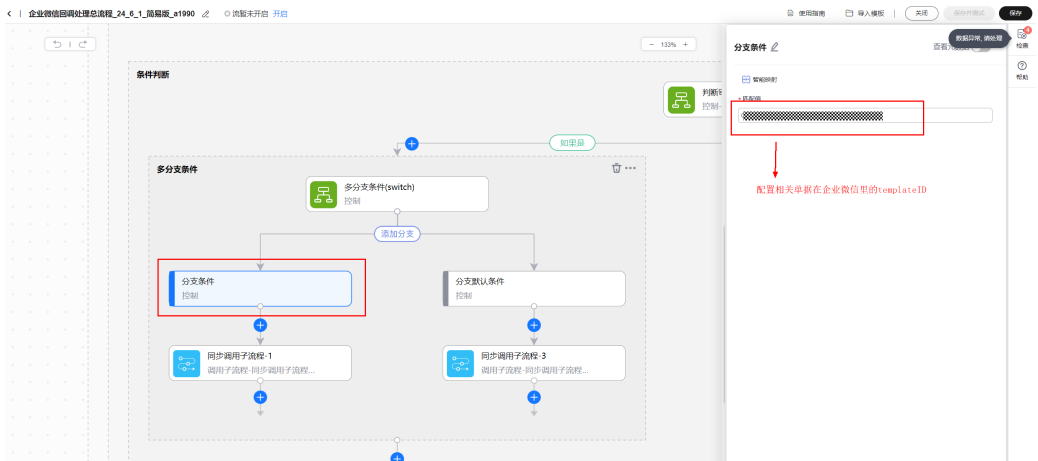 企业微信回调处理总流程_24_6_1_简易版_a1990
流暂未开启 开启
使用指南
导入模板
关闭
保存并测试
保存
133%
条件判断
控制
如果是
多分支条件
多分支条件(switch)
控制
添加分支
分支条件
控制
分支默认条件
控制
同步调用子流程-1
调用子流程-同步调用子流程...
同步调用子流程-3
调用子流程-同步调用子流程...
分支条件
数据异常, 请处理
4
检查
帮助
智能映射
* 匹配值
配置相关单据在企业微信里的templateID